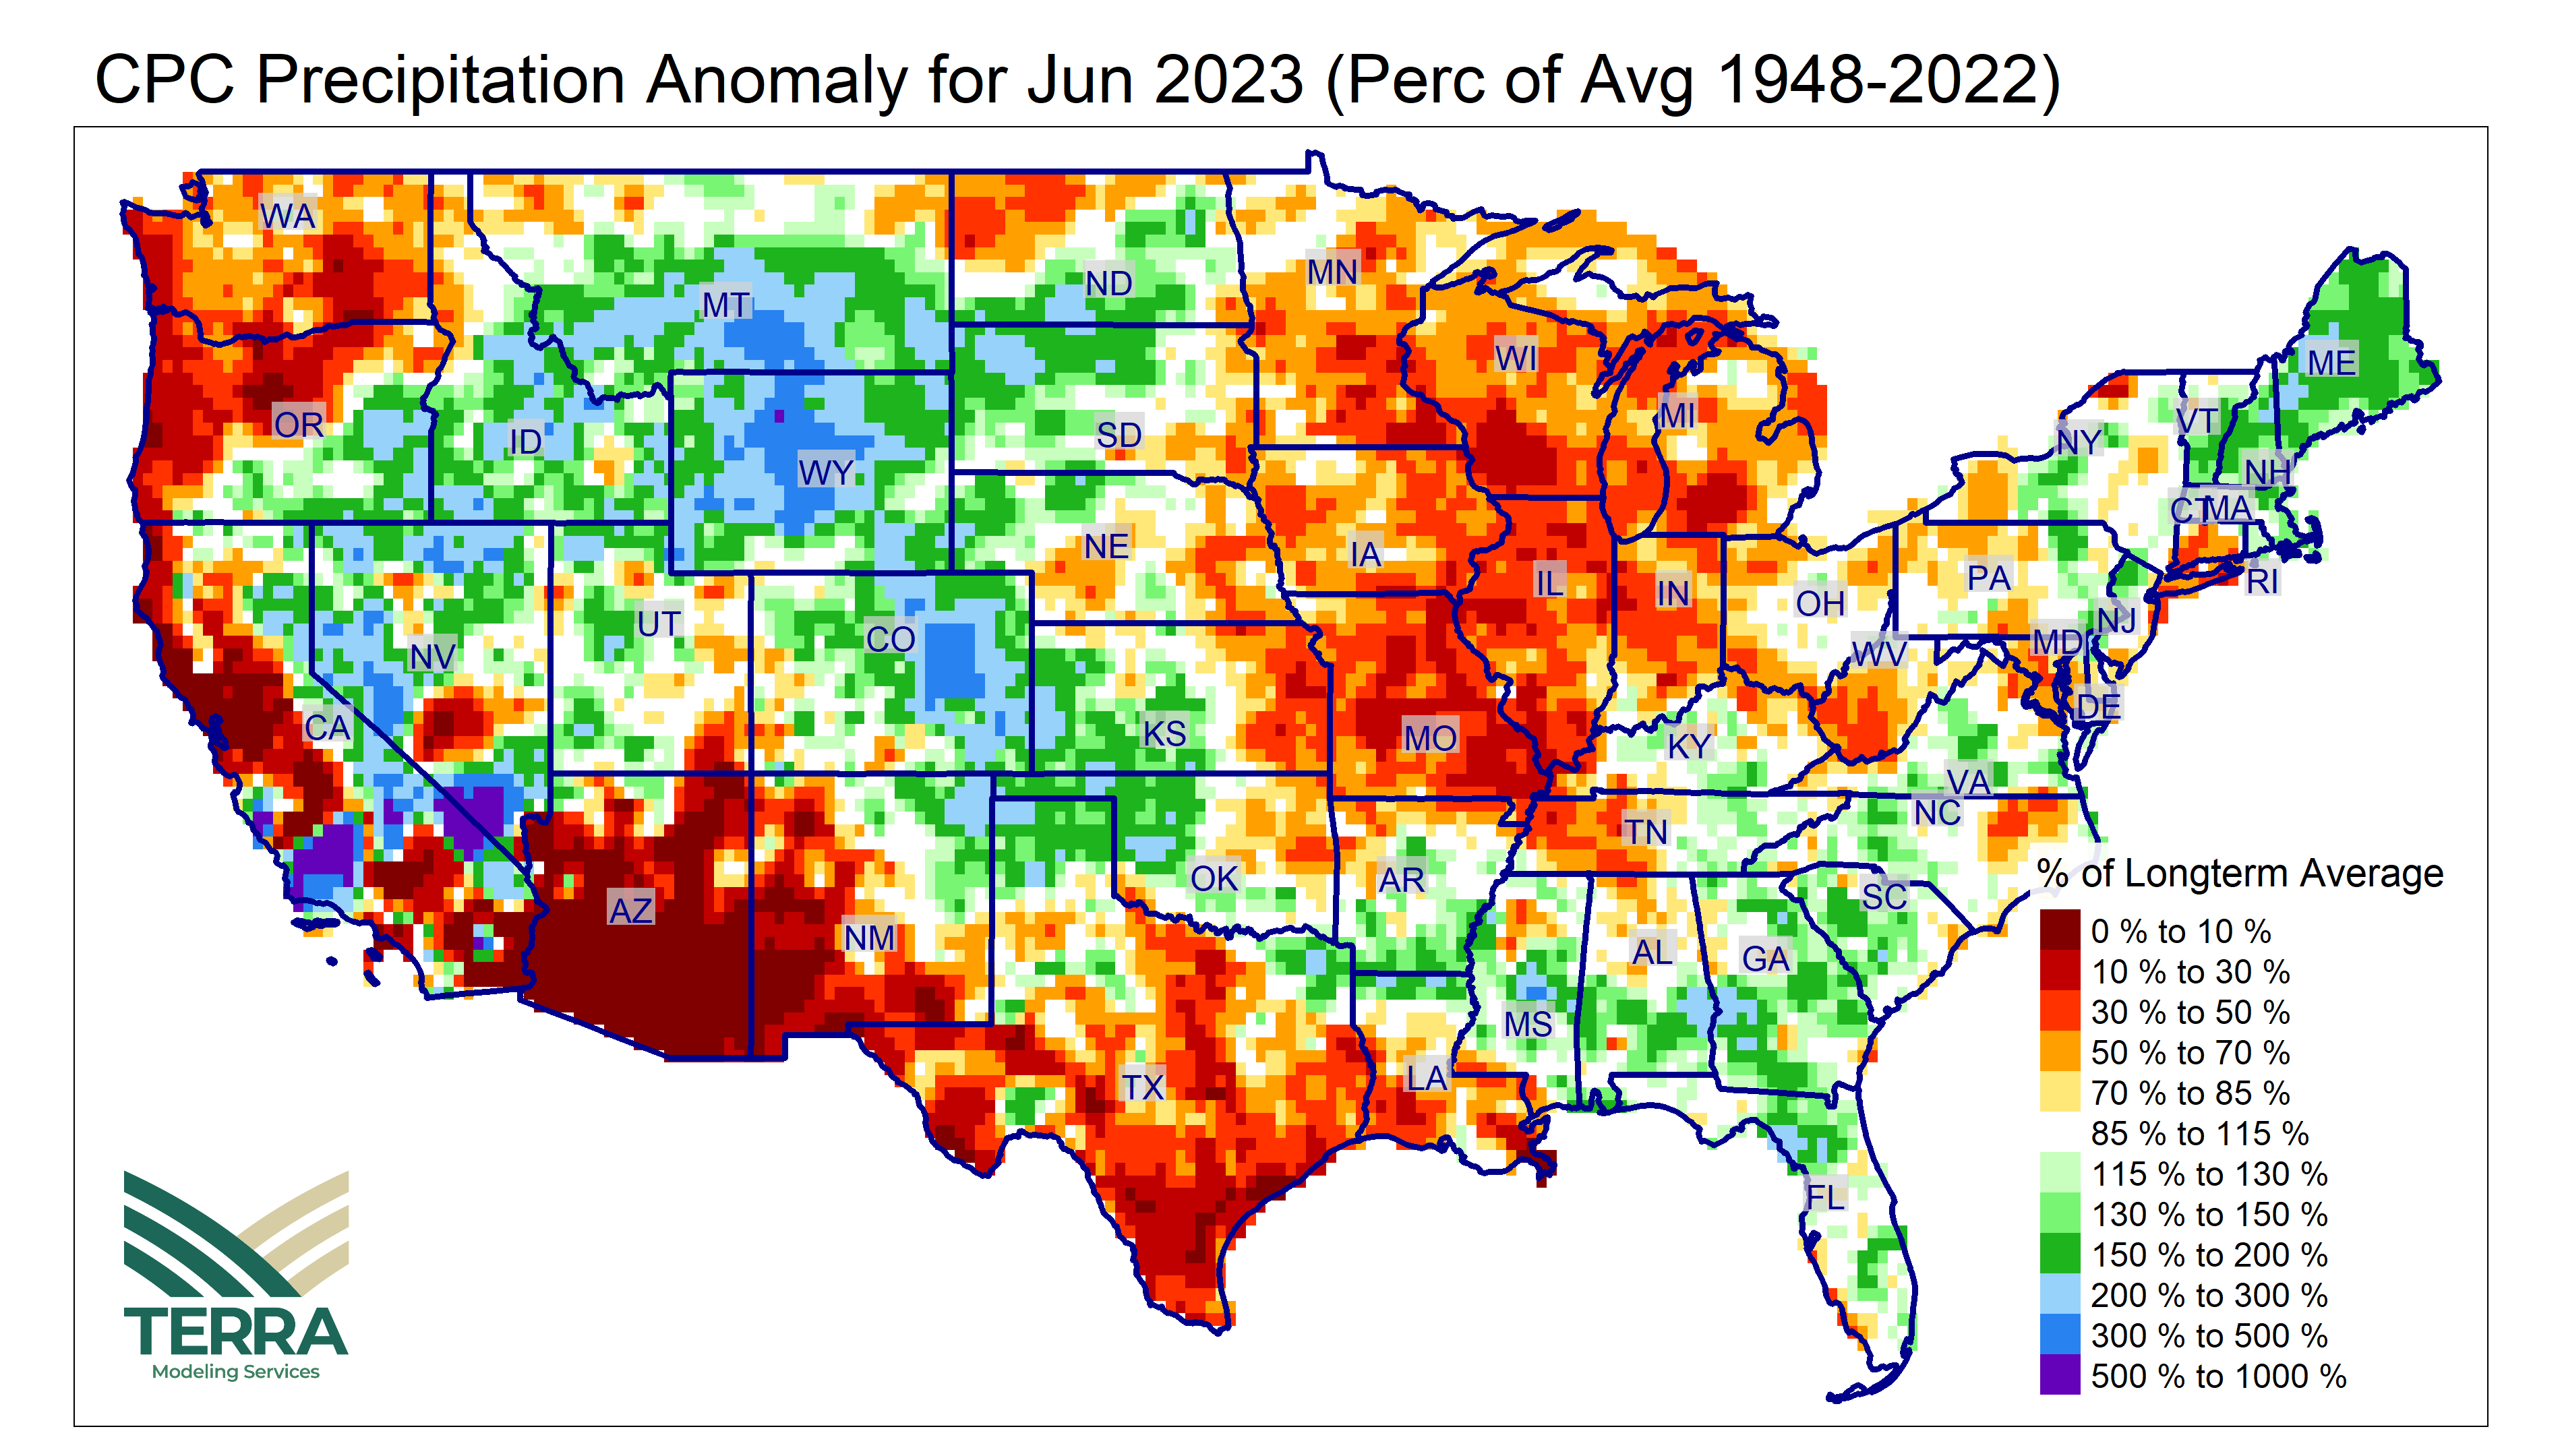 CPC Precipitation Anomaly for Jun 2023 (Perc of Avg 1948-2022)
WA
MT
ND
MN
ME
WI
MI
OR
ID
SD
WY
VT
NY
NH
CT
MA
NE
IA
IL
IN
OH
PA
RI
UT
CO
NV
NJ
MD
WV
DE
CA
KS
MO
KY
VA
NC
TN
OK
AR
SC
AZ
NM
AL
GA
MS
TX
LA
FL
% of Longterm Average
0 % to 10 %
10 % to 30 %
30 % to 50 %
50 % to 70 %
70 % to 85 %
85 % to 115 %
115 % to 130 %
130 % to 150 %
150 % to 200 %
200 % to 300 %
300 % to 500 %
500 % to 1000 %
TERRA
Modeling Services